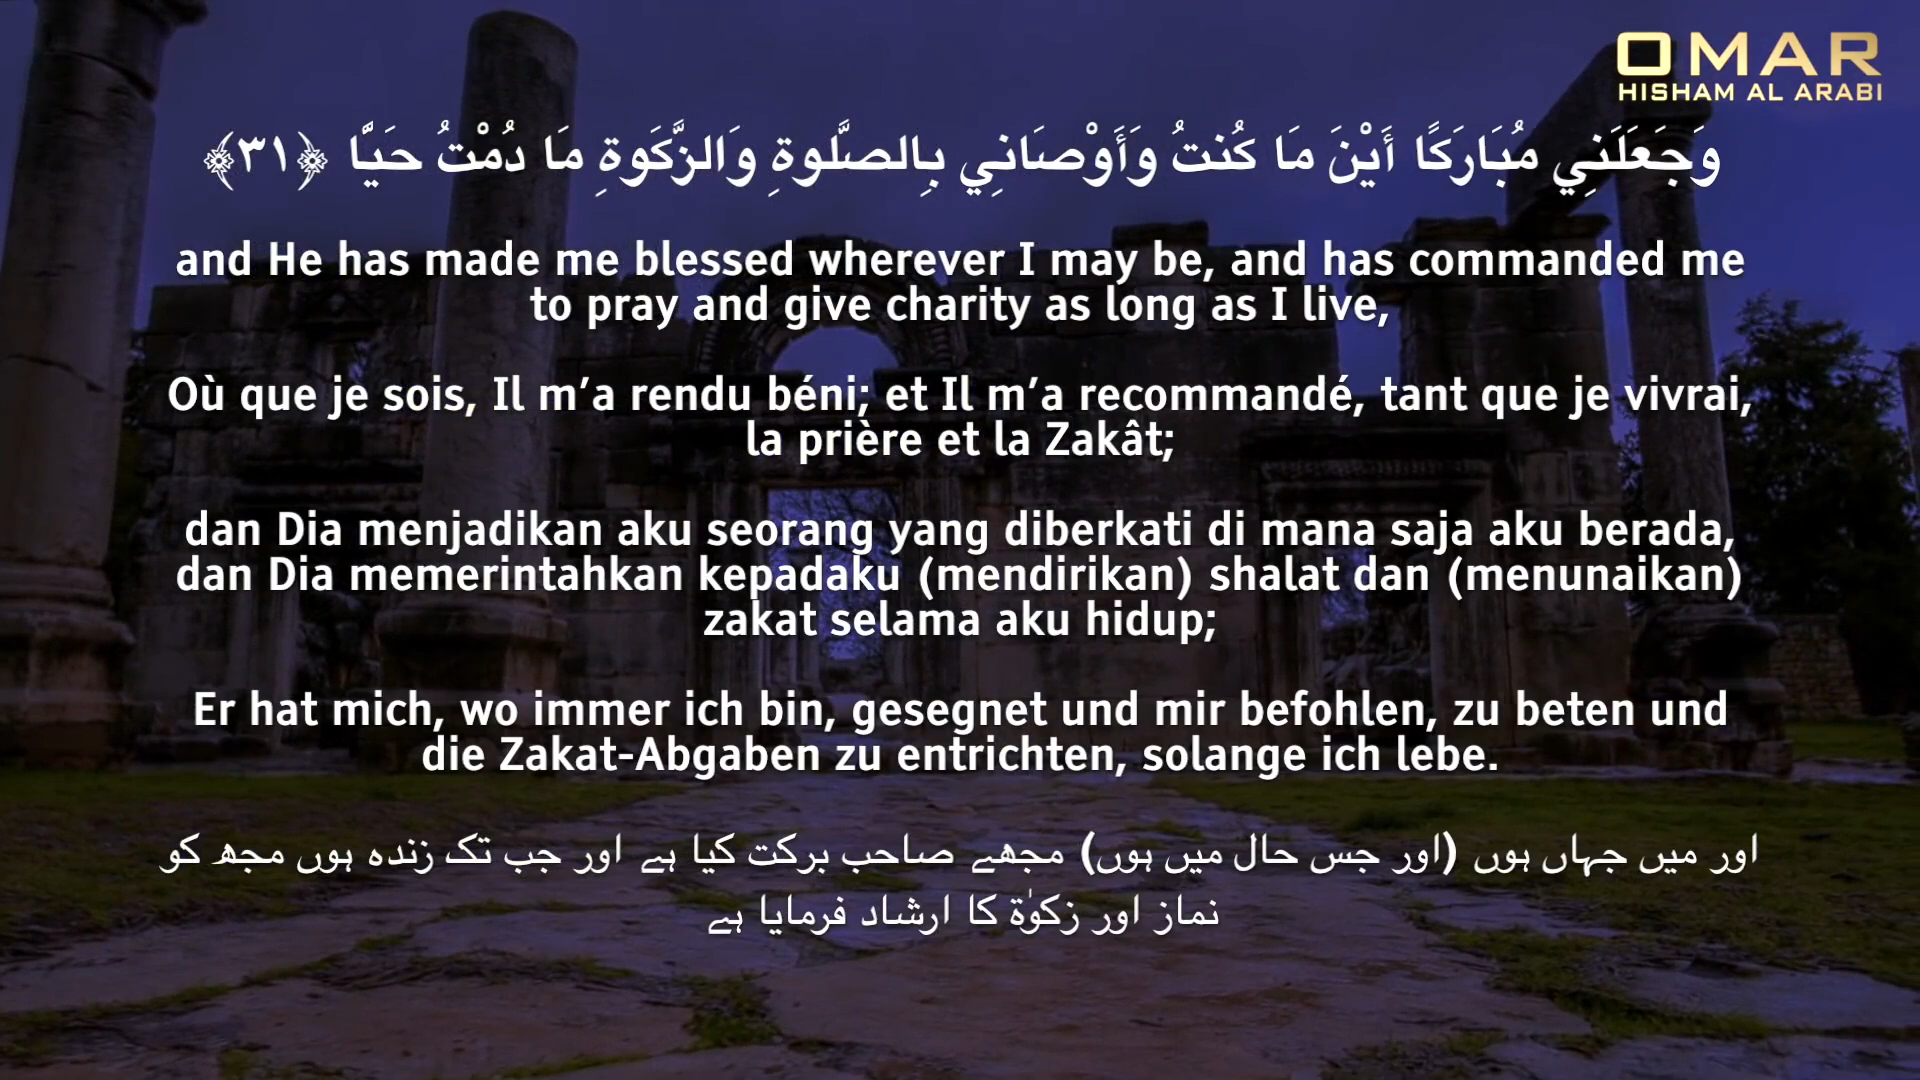 OMAR
HISHAM AL ARABI
وَجَعَلَنِي مُبَارَكًا أَيْنَ مَا كُنتُ وَأَوْصَانِي بِالصَّلَوةِ وَالزَّكَوةِ مَا دُمْتُ حَيًّا ﴿٣١﴾
and He has made me blessed wherever I may be, and has commanded me
to pray and give charity as long as I live,
Où que je sois, Il m’a rendu béni; et Il m’a recommandé, tant que je vivrai,
la prière et la Zakât;
dan Dia menjadikan aku seorang yang diberkati di mana saja aku berada,
dan Dia memerintahkan kepadaku (mendirikan) shalat dan (menunaikan)
zakat selama aku hidup;
Er hat mich, wo immer ich bin, gesegnet und mir befohlen, zu beten und
die Zakat-Abgaben zu entrichten, solange ich lebe.
اور میں جہاں ہوں (اور جس حال میں ہوں) مجھے صاحب برکت کیا ہے اور جب تک زندہ ہوں مجھ کو
نماز اور زکوٰة کا ارشاد فرمایا ہے